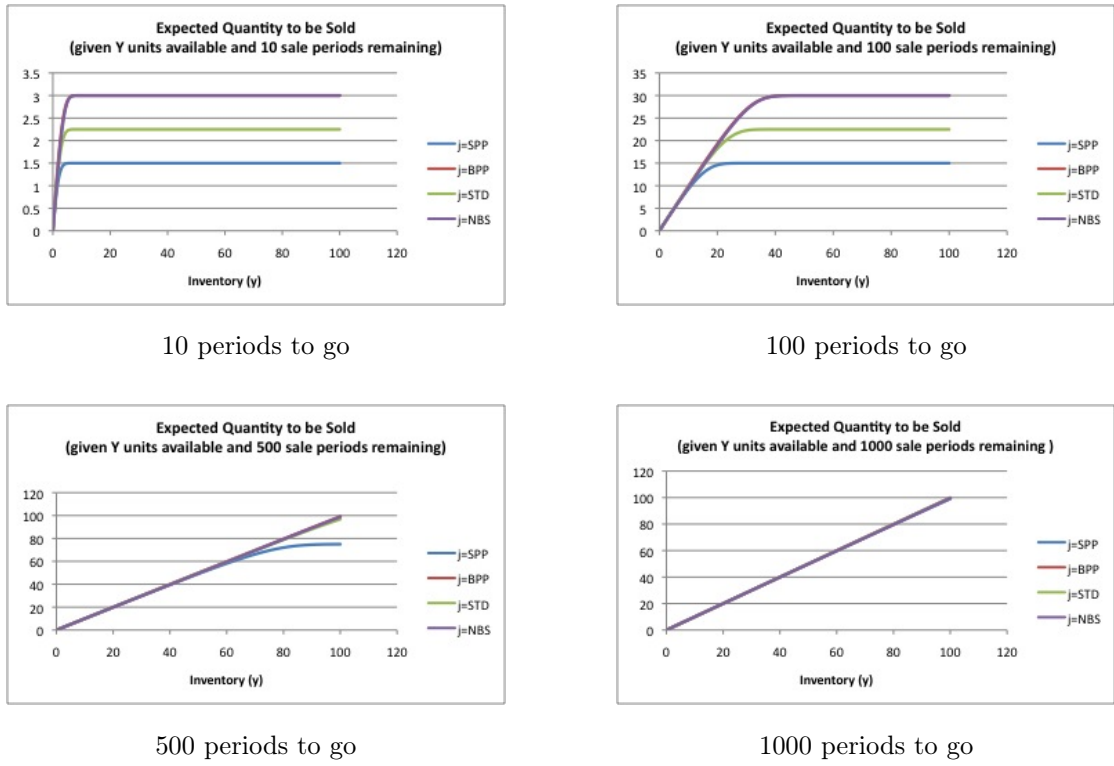 Expected Quantity to be Sold
(given Y units available and 10 sale periods remaining)
3.5
3
2.5
2
1.5
1
0.5
0
0 20 40 60 80 100 120
Inventory (y)
j=SPP
j=BPP
j=STD
j=NBS
10 periods to go
Expected Quantity to be Sold
(given Y units available and 100 sale periods remaining)
35
30
25
20
15
10
5
0
0 20 40 60 80 100 120
Inventory (y)
j=SPP
j=BPP
j=STD
j=NBS
100 periods to go
Expected Quantity to be Sold
(given Y units available and 500 sale periods remaining)
120
100
80
60
40
20
0
0 20 40 60 80 100 120
Inventory (y)
j=SPP
j=BPP
j=STD
j=NBS
500 periods to go
Expected Quantity to be Sold
(given Y units available and 1000 sale periods remaining )
120
100
80
60
40
20
0
0 20 40 60 80 100 120
Inventory (y)
j=SPP
j=BPP
j=STD
j=NBS
1000 periods to go